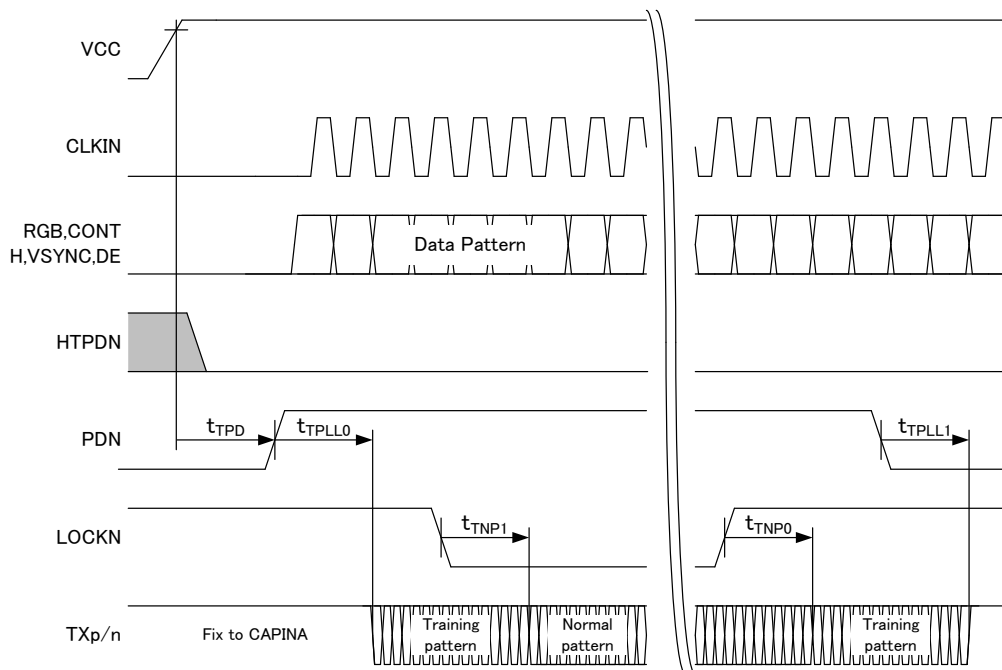 VCC
CLKIN
RGB,CONT
H,VSYNC,DE
Data Pattern
HTPDN
PDN
tTPD
tTPLL0
tTPLL1
LOCKN
tTNP1
tTNP0
TXp/n
Fix to CAPINA
Training
pattern
Normal
pattern
Training
pattern